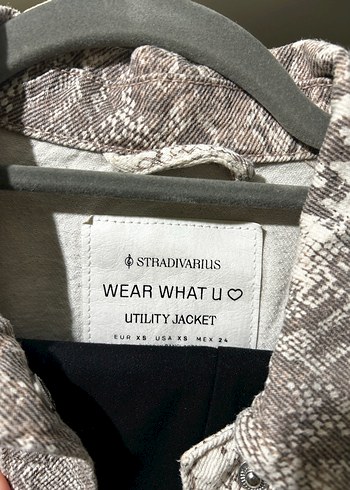 STRADIVARIUS
WEAR WHAT U ♡
UTILITY JACKET
EUR XS USA XS MEX 24